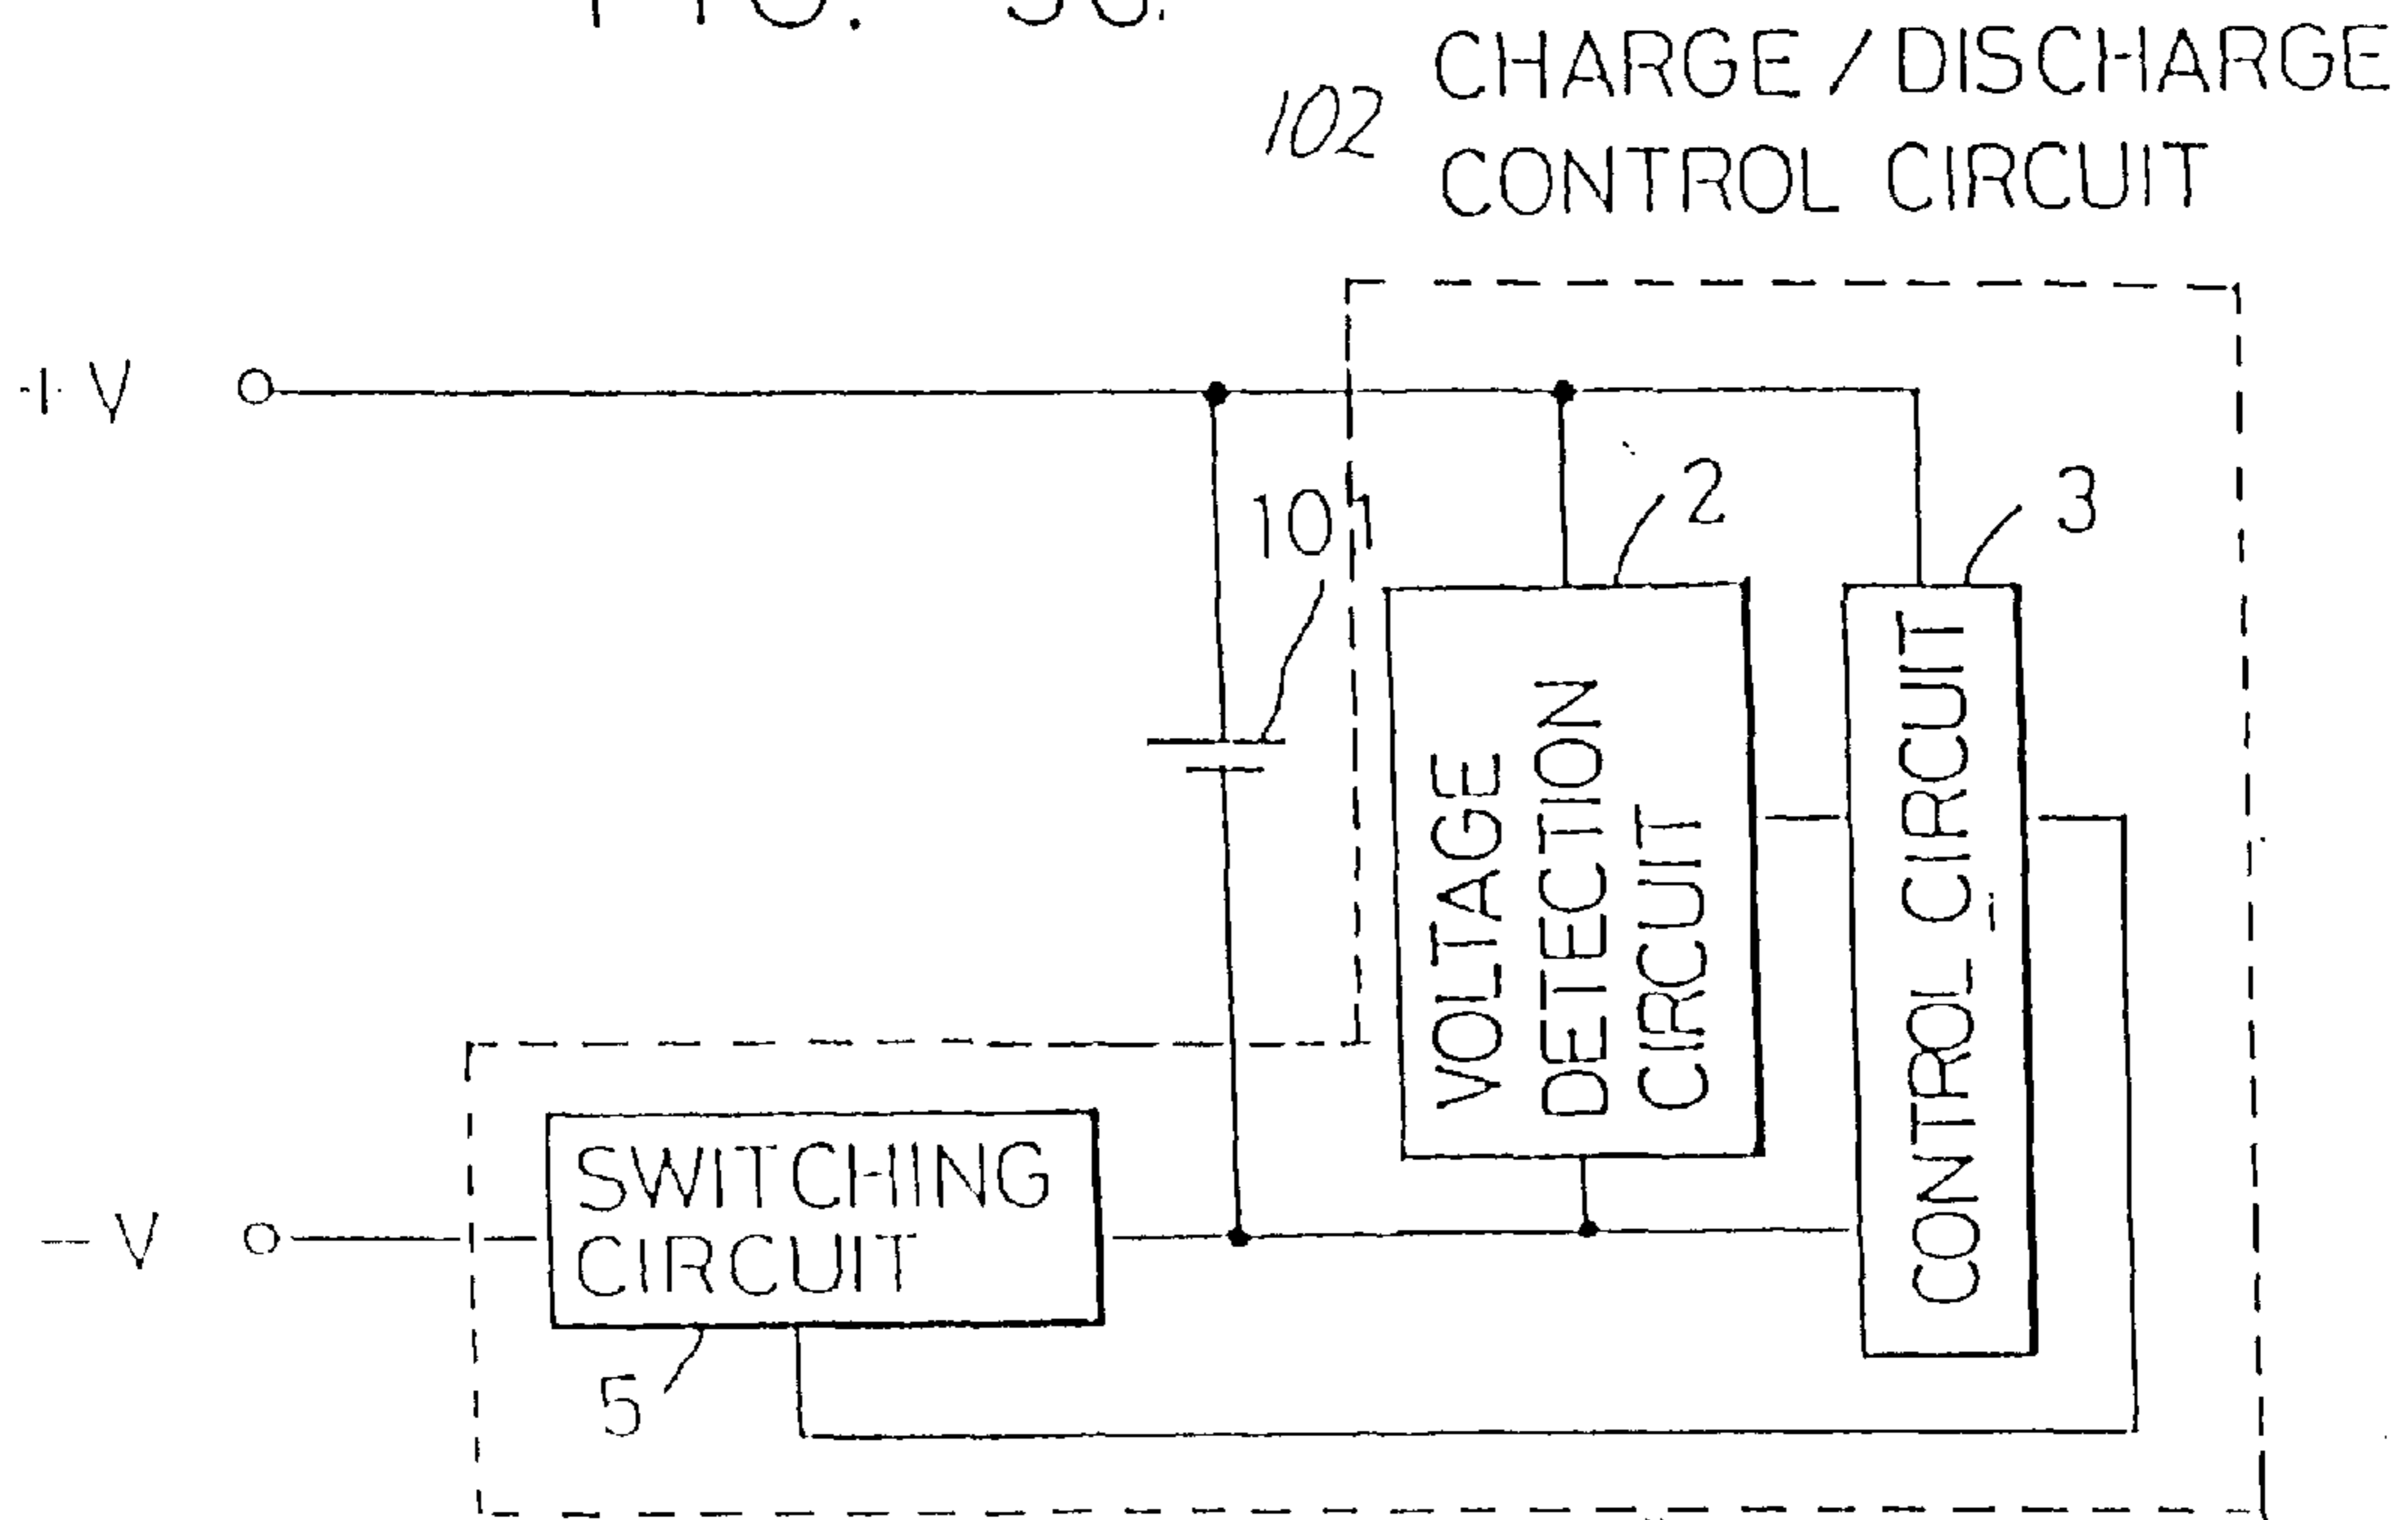 102 CHARGE / DISCHARGE
CONTROL CIRCUIT
+ V
101
2
3
VOLTAGE
DETECTION
CIRCUIT
CONTROL CIRCUIT
SWITCHING
CIRCUIT
- V
5